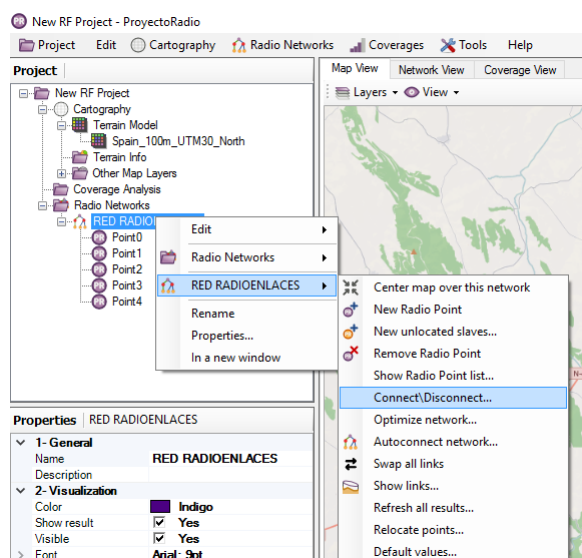 New RF Project - ProyectoRadio
Project Edit Cartography Radio Networks Coverages Tools Help
Project
Map View Network View Coverage View
Layers View
New RF Project
Cartography
Terrain Model
Spain_100m_UTM30_North
Terrain Info
Other Map Layers
Coverage Analysis
Radio Networks
RED RADIO
Point0
Point1
Point2
Point3
Point4
Edit
Radio Networks
RED RADIOENLACES
Rename
Properties...
In a new window
Center map over this network
New Radio Point
New unlocated slaves...
Remove Radio Point
Show Radio Point list...
Connect\Disconnect...
Optimize network...
Autoconnect network...
Swap all links
Show links...
Refresh all results...
Relocate points...
Default values...
Properties RED RADIOENLACES
1- General
Name RED RADIOENLACES
Description
2- Visualization
Color Indigo
Show result Yes
Visible Yes
Font Arial; 9pt